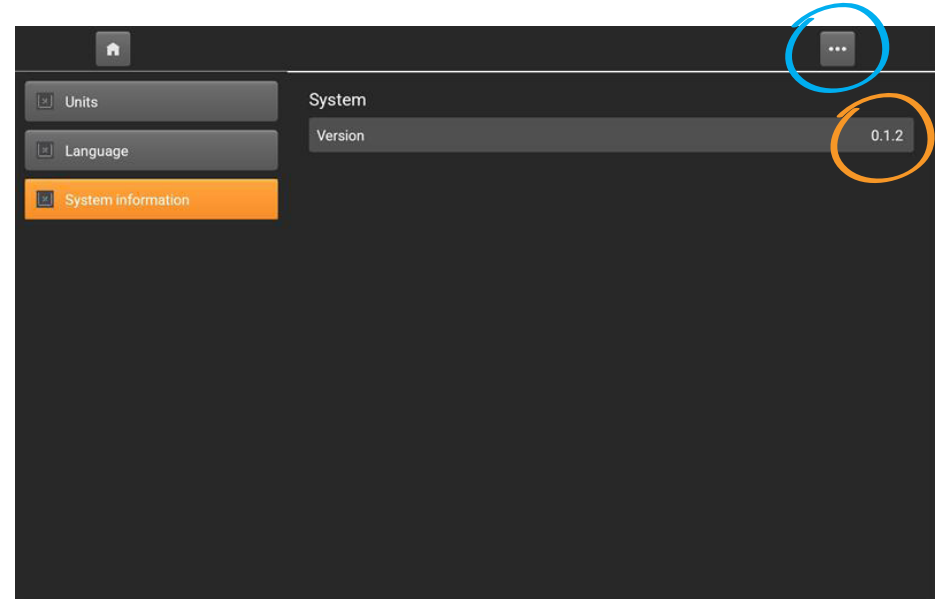 Units
Language
System information
System
Version 0.1.2